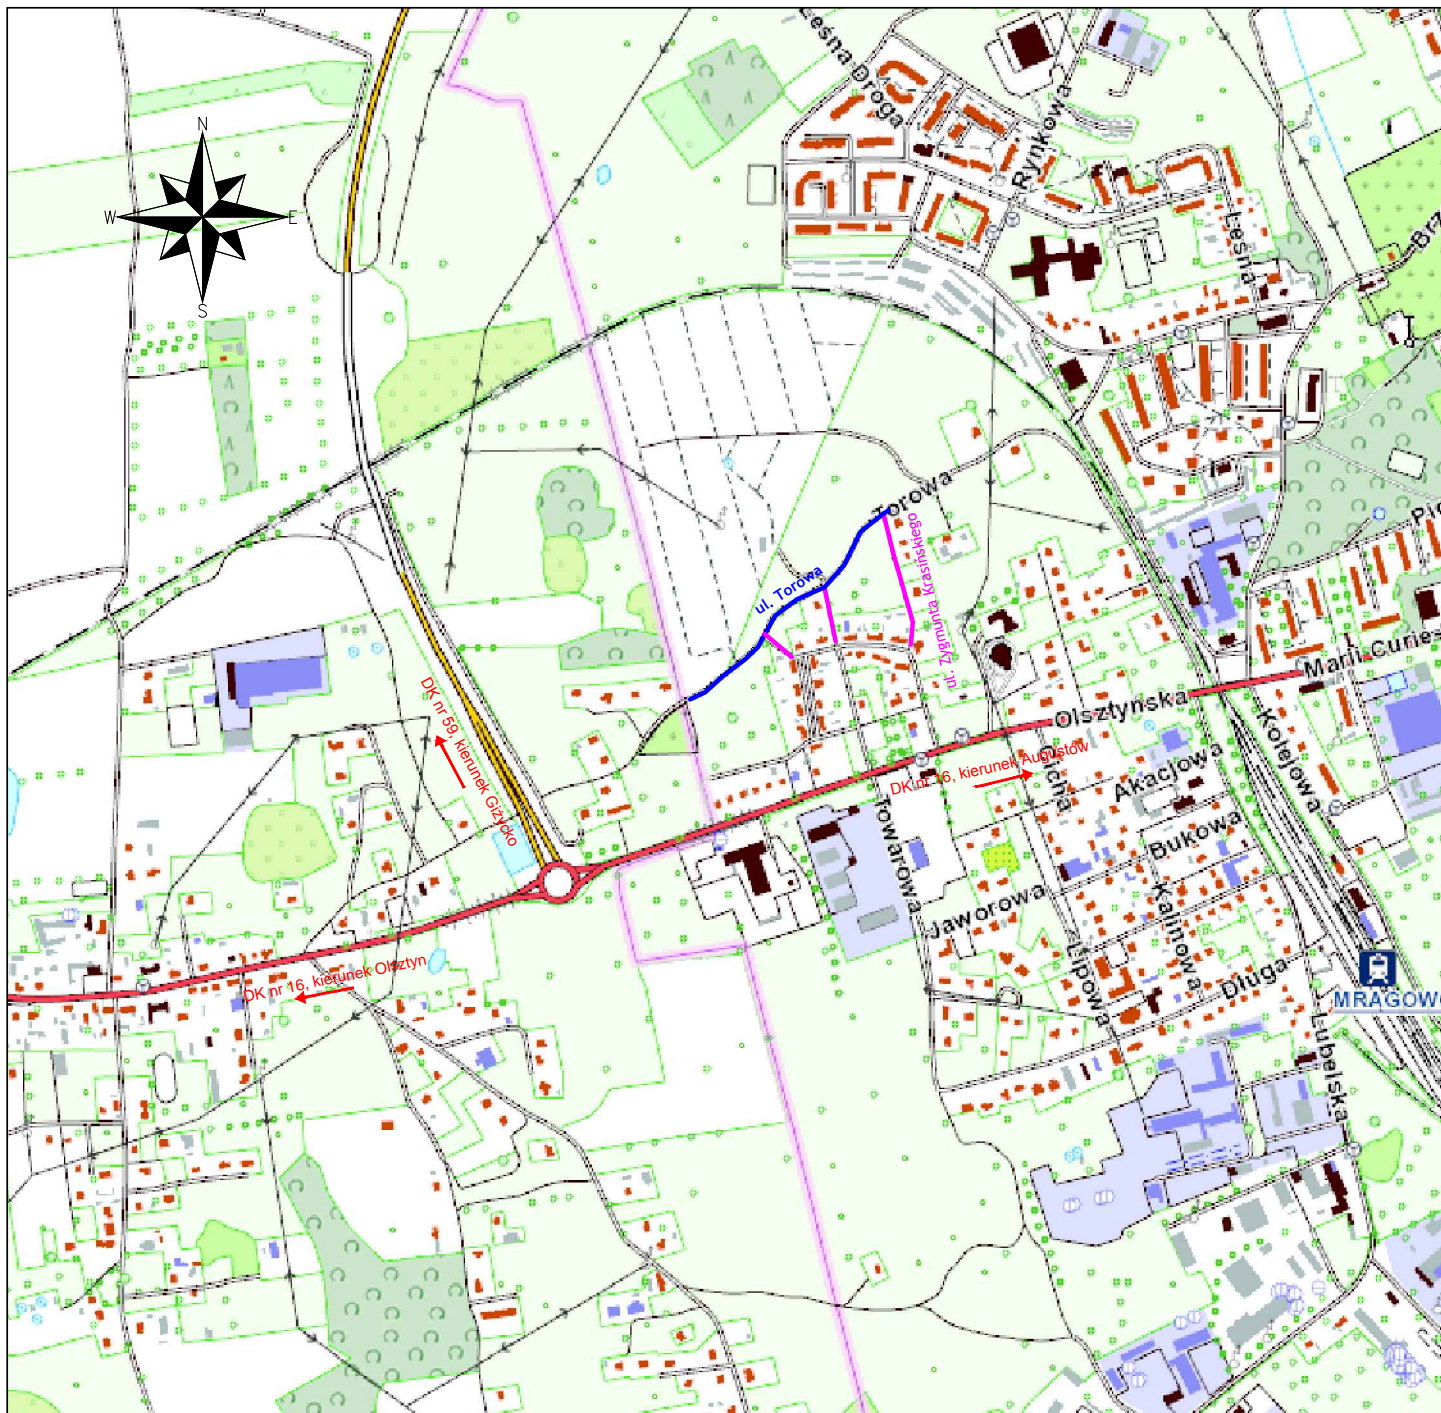 Leśna Droga
Rynkowa
Leśna
N
W
E
S
Torowa
ul. Torowa
ul. Zygmunta Krasińskiego
Marii Curie
Olsztyńska
Kolejowa
DK nr 59, kierunek Giżycko
DK nr 16, kierunek Augustów
Cicha
Akacjowa
Bukowa
Towarowa
Jaworowa
Kalinowa
Lipowa
Długa
DK nr 16, kierunek Olsztyn
MRĄGOWO
Lubelska